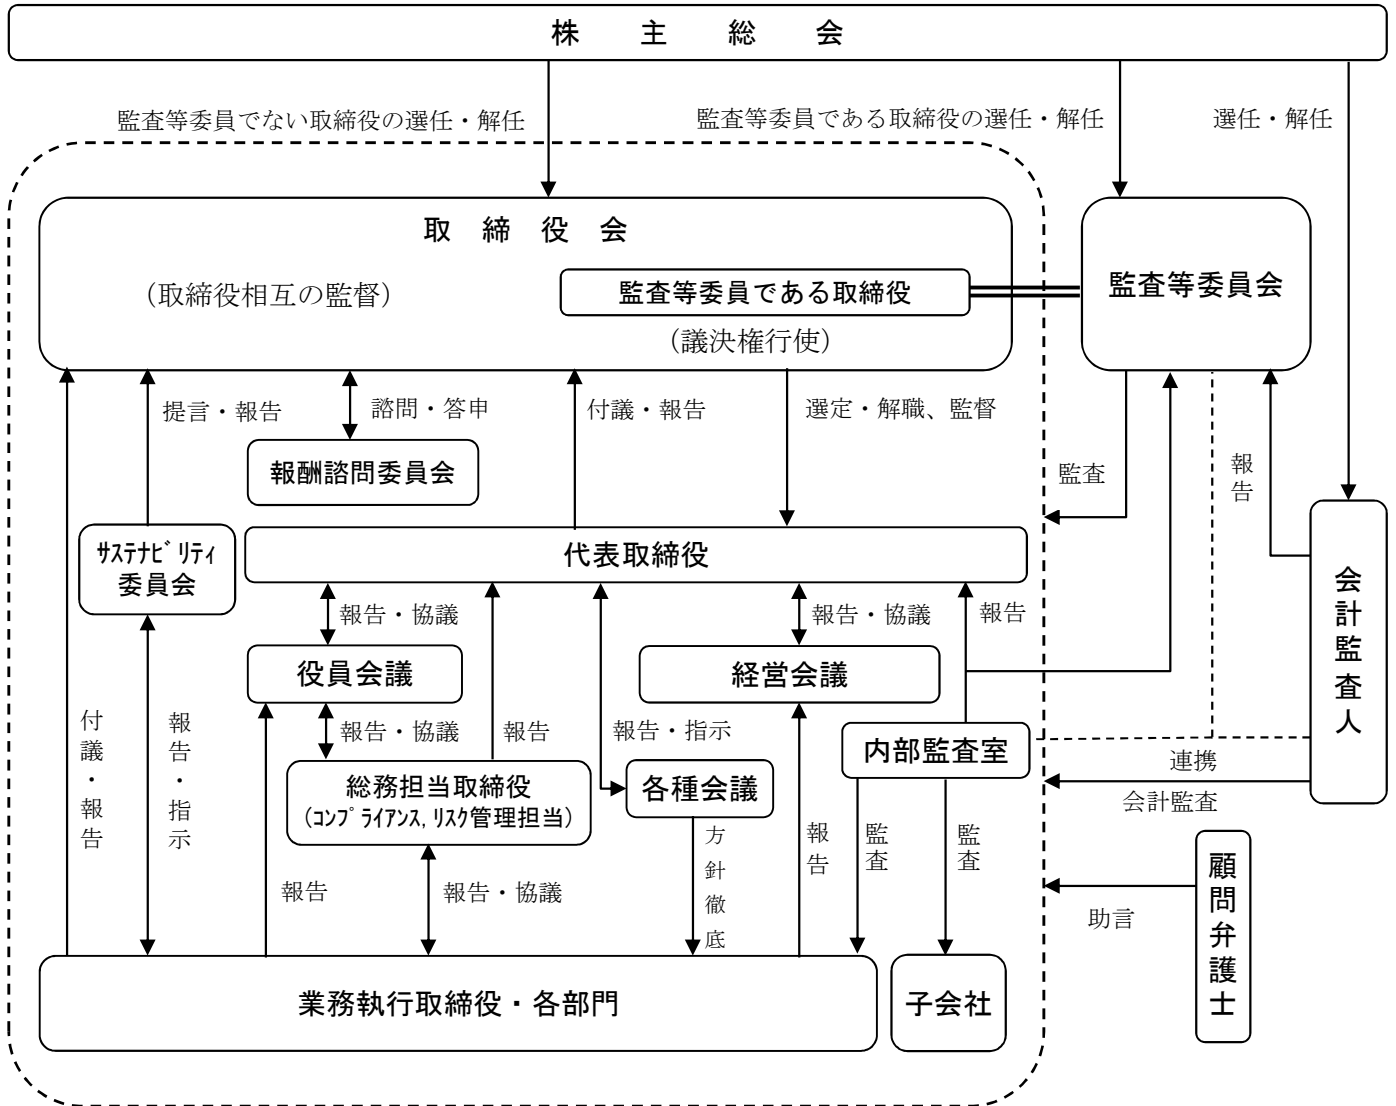 株主総会
監査等委員でない取締役の選任・解任
監査等委員である取締役の選任・解任
選任・解任
取締役会
(取締役相互の監督)
監査等委員である取締役
(議決権行使)
監査等委員会
提言・報告
諮問・答申
付議・報告
選定・解職、監督
報酬諮問委員会
監査
報告
ｻｽﾃﾅﾋﾞﾘﾃｨ
委員会
代表取締役
会計監査人
報告・協議
報告・協議
報告
役員会議
経営会議
付議・報告
報告・指示
報告・協議
報告
報告・指示
内部監査室
連携
総務担当取締役
(ｺﾝﾌﾟﾗｲｱﾝｽ,ﾘｽｸ管理担当)
各種会議
会計監査
報告
報告・協議
方針徹底
報告
監査
監査
顧問弁護士
助言
業務執行取締役・各部門
子会社